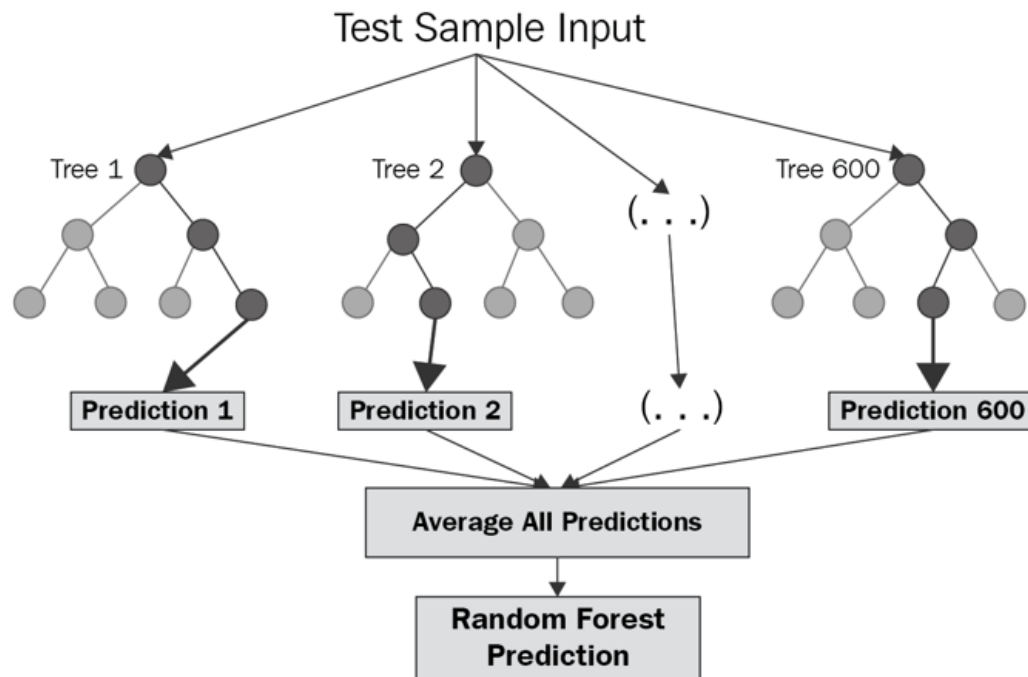 Test Sample Input
Tree 1
Tree 2
(. . .)
Tree 600
Prediction 1
Prediction 2
(. . .)
Prediction 600
Average All Predictions
Random Forest
Prediction